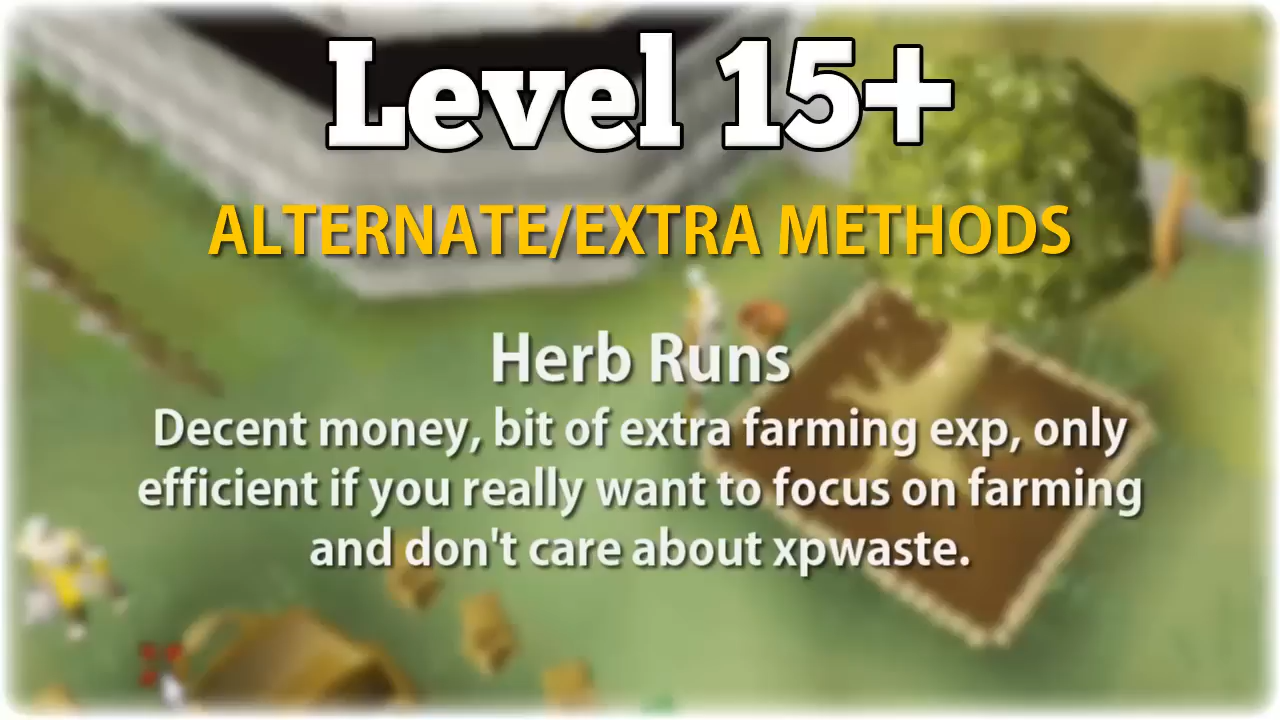 Level 15+
ALTERNATE/EXTRA METHODS
Herb Runs
Decent money, bit of extra farming exp, only
efficient if you really want to focus on farming
and don't care about xpwaste.